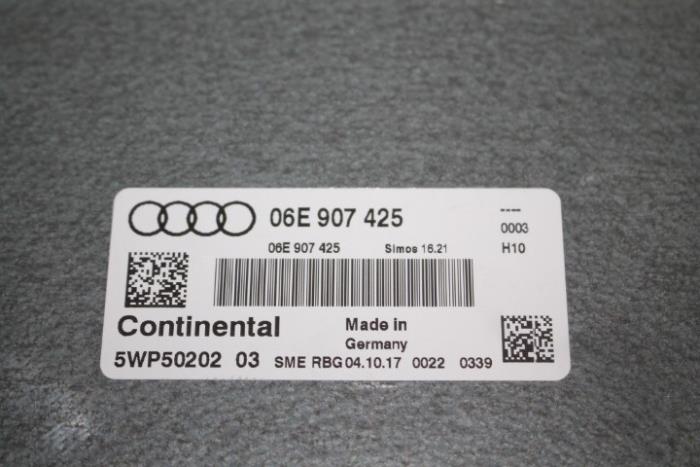 06E 907 425
----
0003
06E 907 425 Simos 16.21 H10
Continental Made in
Germany
5WP50202 03 SME RBG 04.10.17 0022 0339